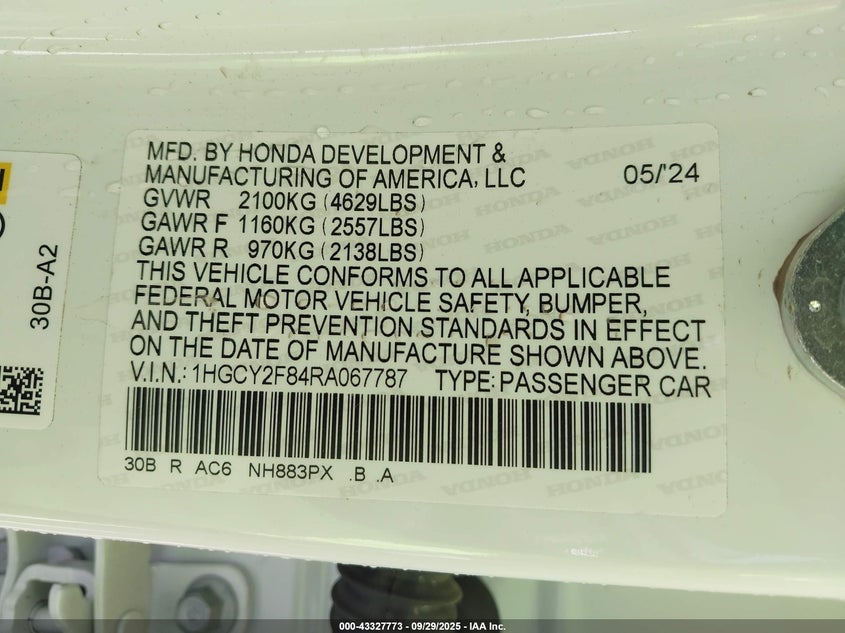 MFD. BY HONDA DEVELOPMENT &
MANUFACTURING OF AMERICA, LLC 05/'24
GVWR 2100KG (4629LBS)
GAWR F 1160KG (2557LBS)
GAWR R 970KG (2138LBS)
THIS VEHICLE CONFORMS TO ALL APPLICABLE
FEDERAL MOTOR VEHICLE SAFETY, BUMPER,
AND THEFT PREVENTION STANDARDS IN EFFECT
ON THE DATE OF MANUFACTURE SHOWN ABOVE.
V.I.N.: 1HGCY2F84RA067787 TYPE: PASSENGER CAR
30B R AC6 NH883PX .B .A
30B-A2
000-43327773 - 09/29/2025 - IAA Inc.